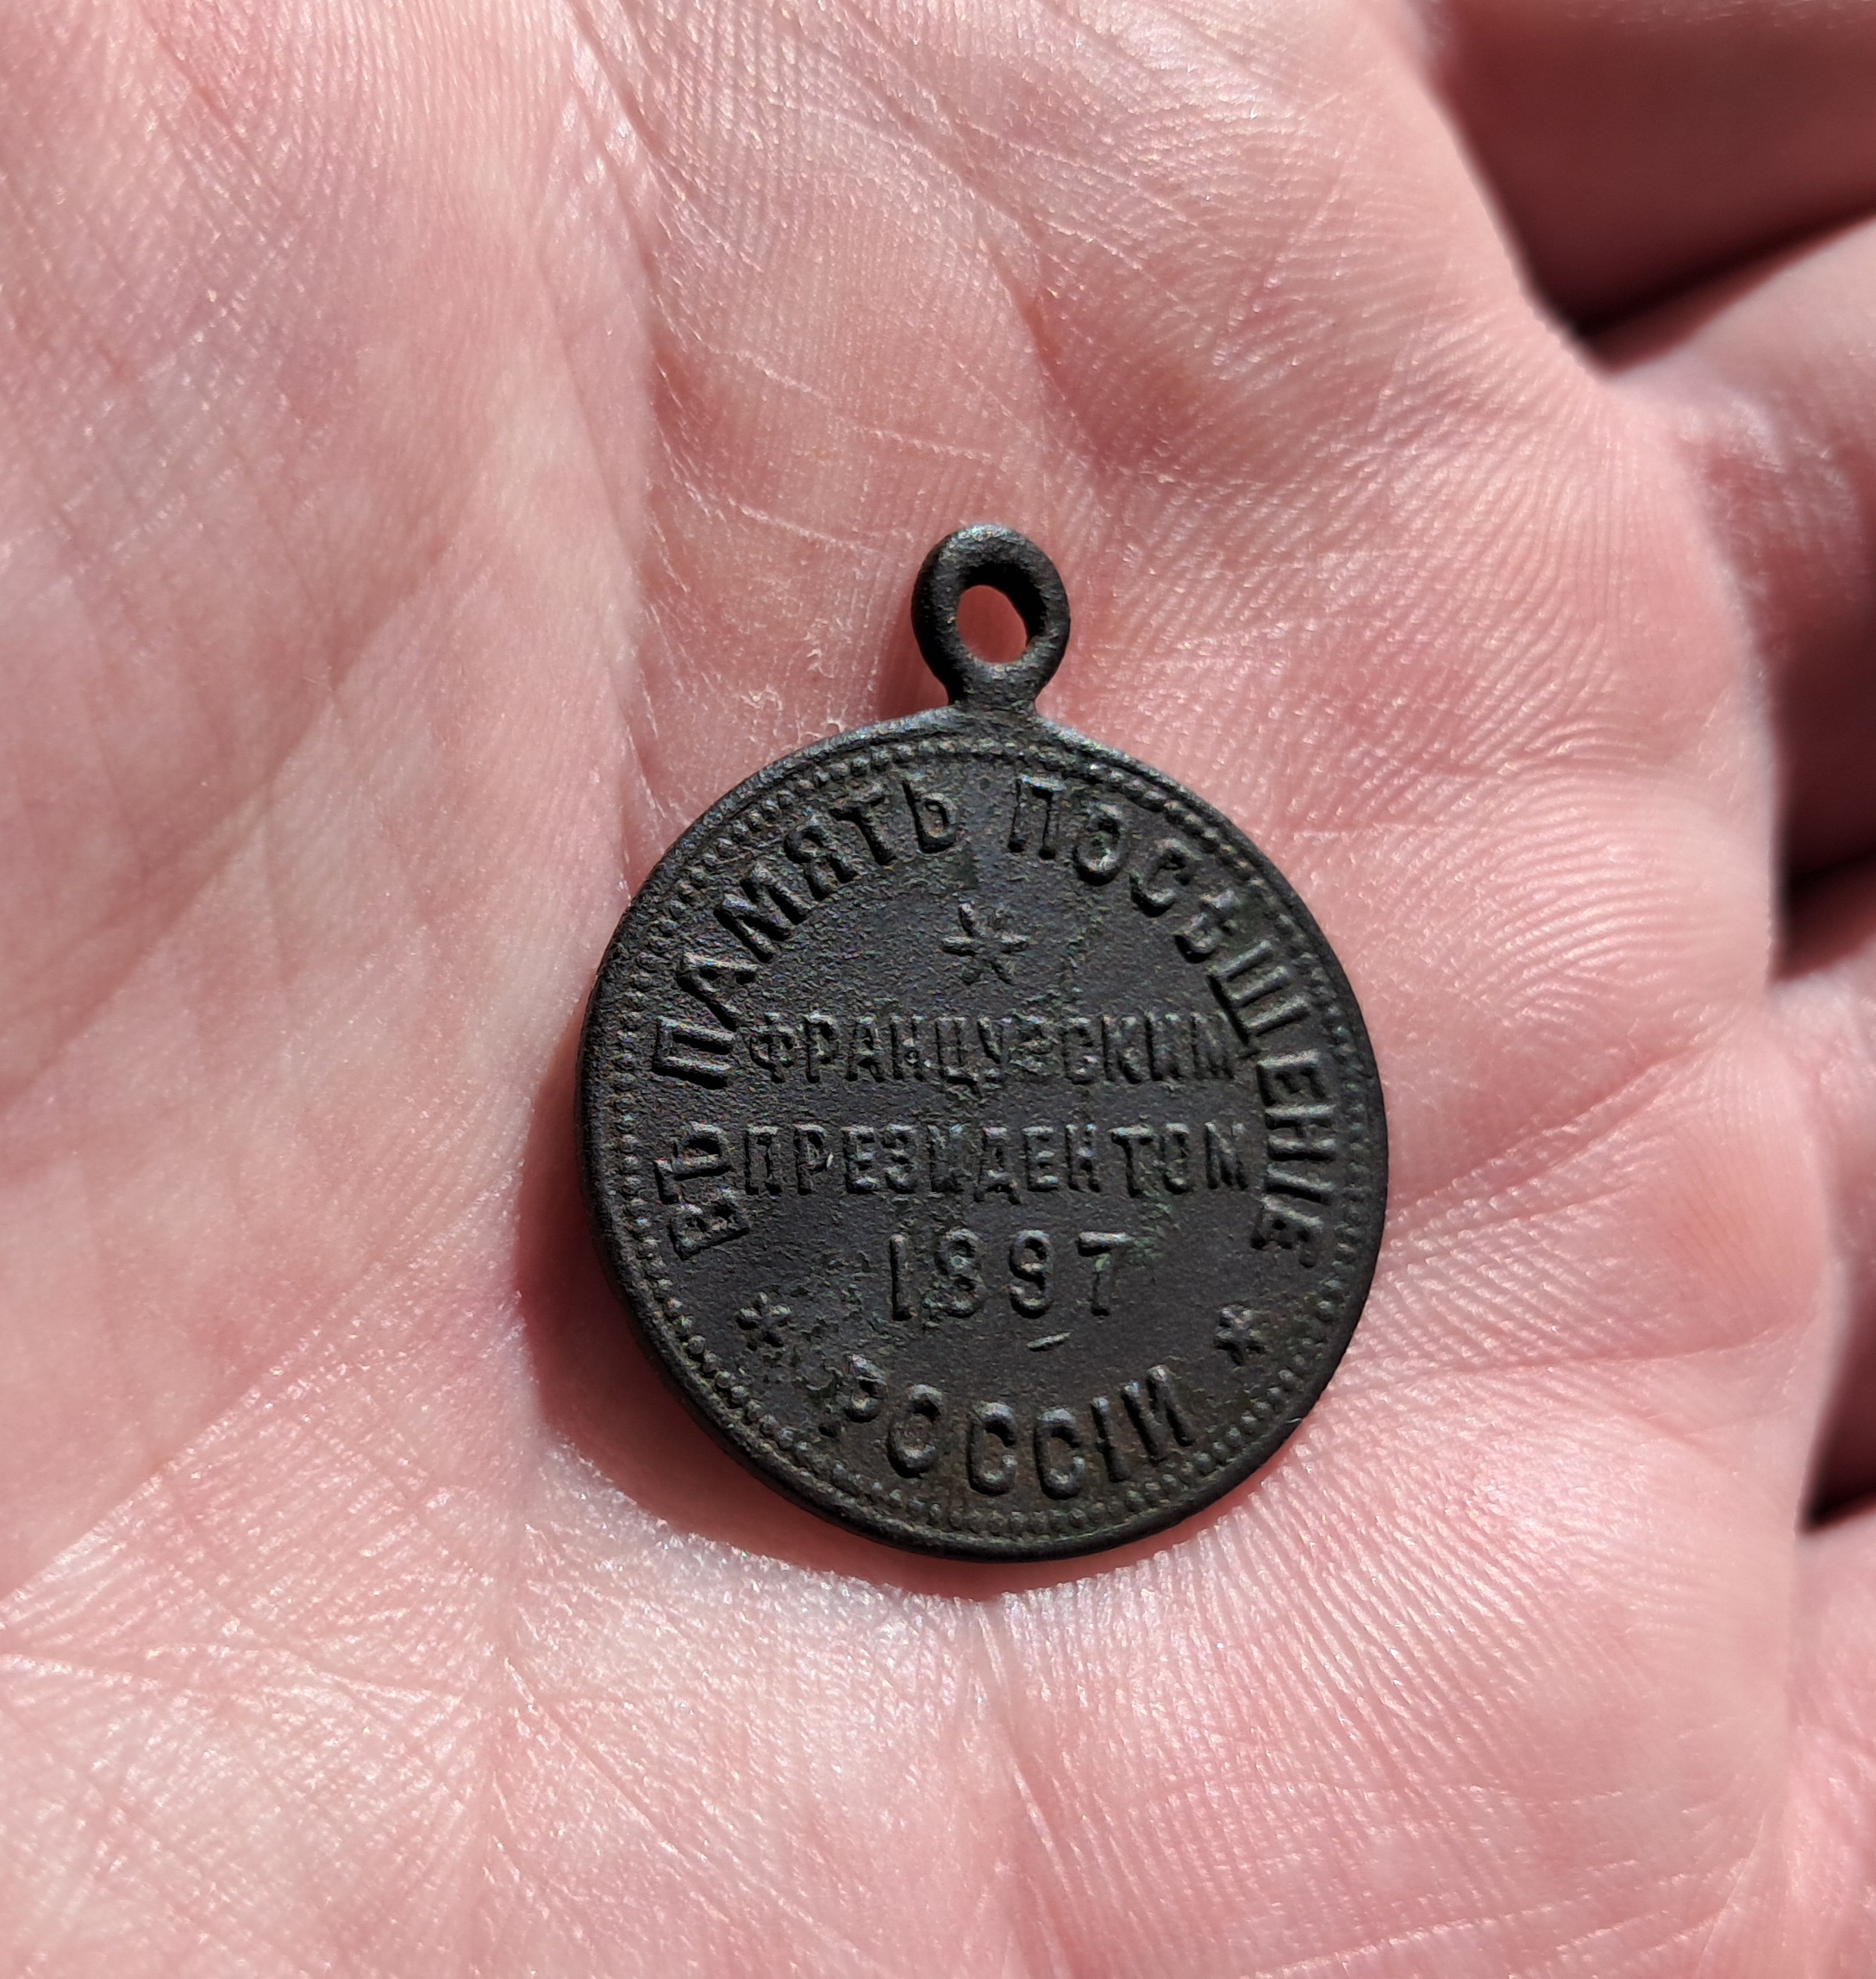 ВЪ ПАМЯТЬ ПОСѢЩЕНІЕ
ФРАНЦУЗСКИМ
ПРЕЗИДЕНТОМ
1897
РОССІИ